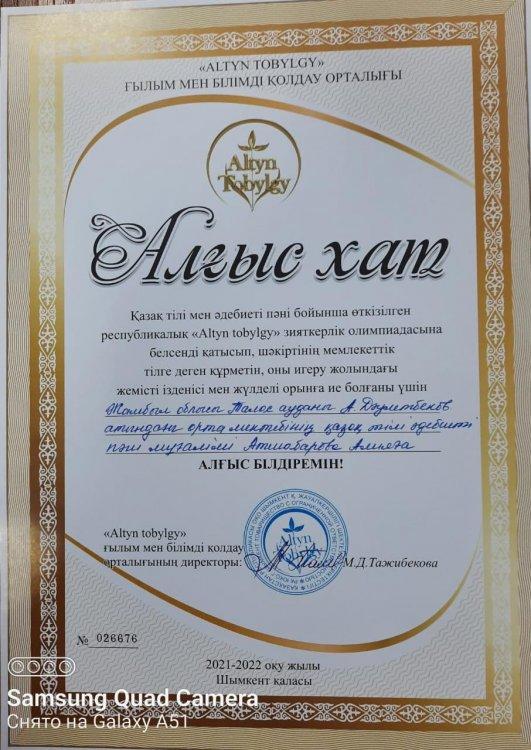 «ALTYN TOBYLGY»
ҒЫЛЫМ МЕН БІЛІМДІ ҚОЛДАУ ОРТАЛЫҒЫ
Altyn
Tobylgy
Алғыс хат
Қазақ тілі мен әдебиеті пәні бойынша өткізілген
республикалық «Altyn tobylgy» зияткерлік олимпиадасына
белсенді қатысып, шәкіртінің мемлекеттік
тілге деген құрметін, оны игеру жолындағы
жемісті ізденісі мен жүлделі орынға ие болғаны үшін
Жамбыл облысы Талас ауданы А. Дәулетбеков
атындағы орта мектебінің қазақ тілі әдебиеті
пәні мұғалімі
АЛҒЫС БІЛДІРЕМІН!
«Altyn tobylgy»
ғылым мен білімді қолдау
орталығының директоры:
М.Д.Тажибекова
Altyn
Tobylgy
№ 026676
2021-2022 оқу жылы
Шымкент қаласы
Samsung Quad Camera
Снято на Galaxy A51